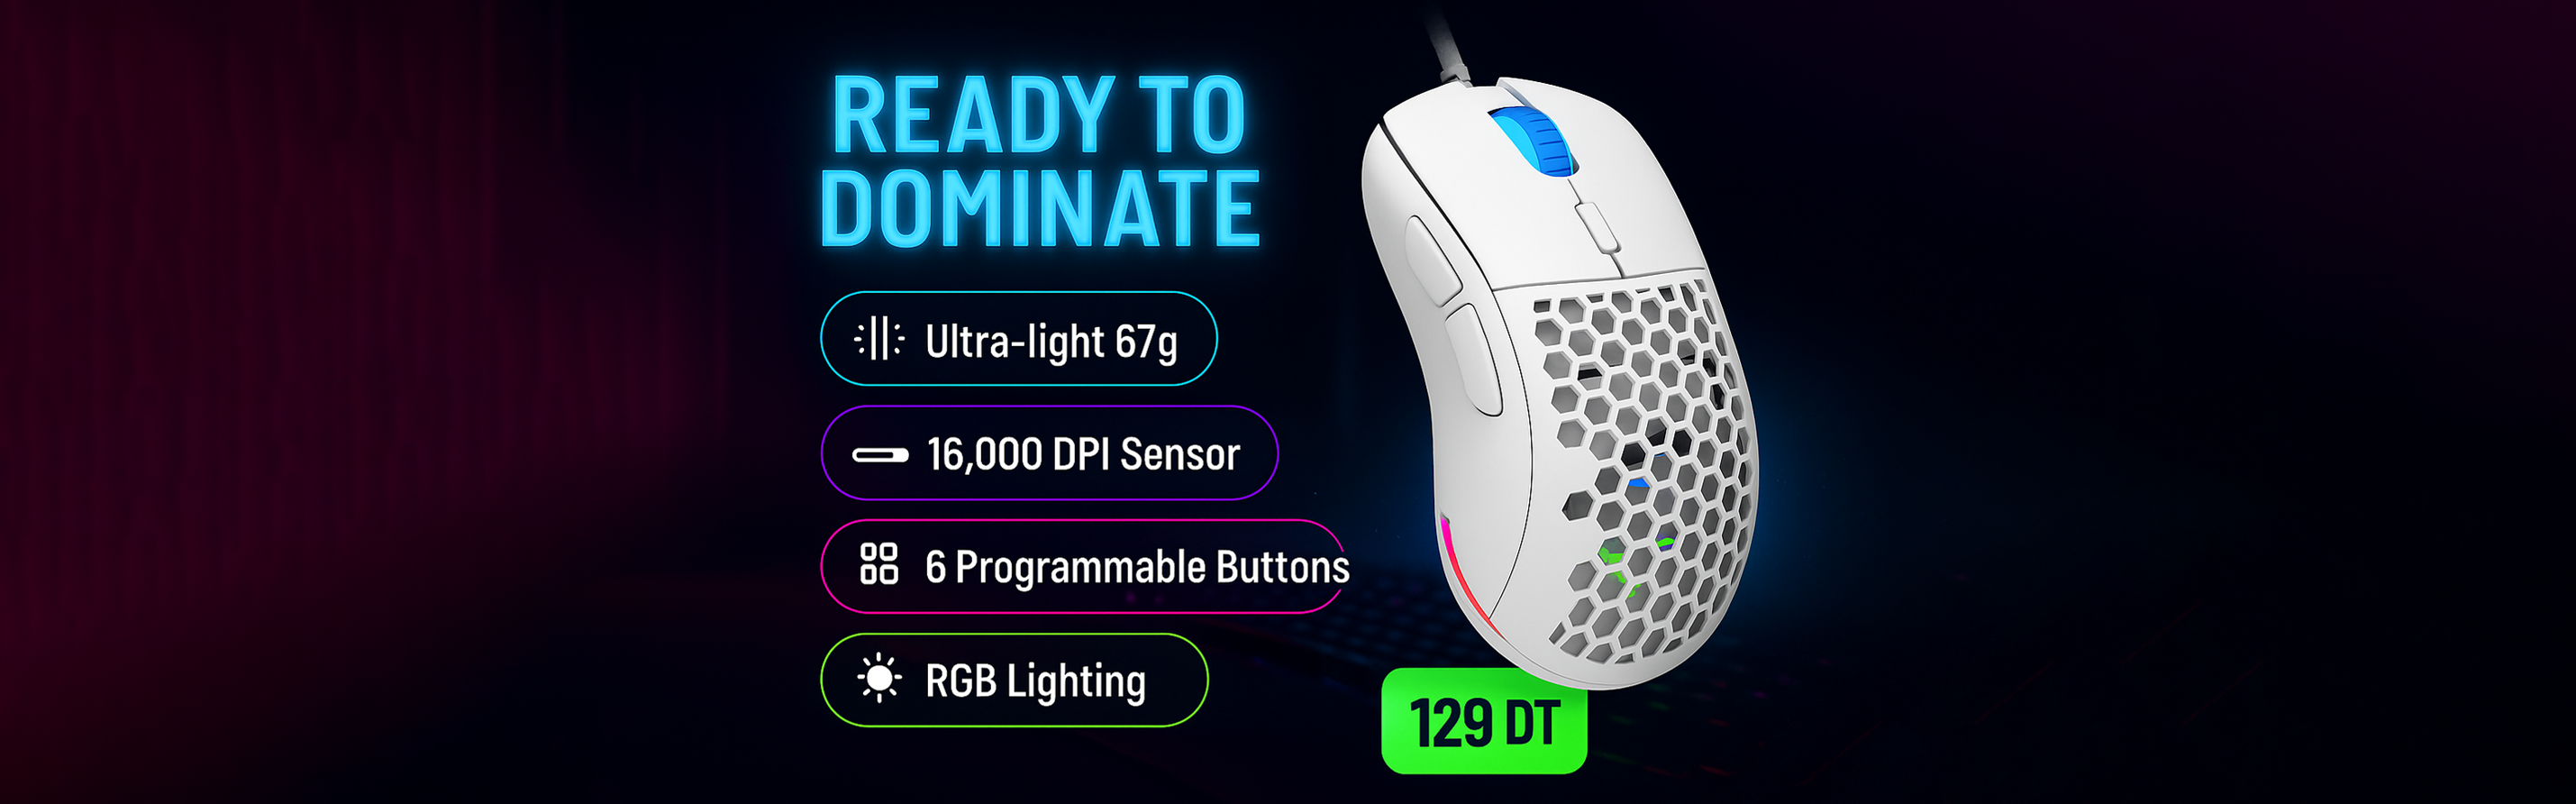 READY TO
DOMINATE
Ultra-light 67g
16,000 DPI Sensor
6 Programmable Buttons
RGB Lighting
129 DT